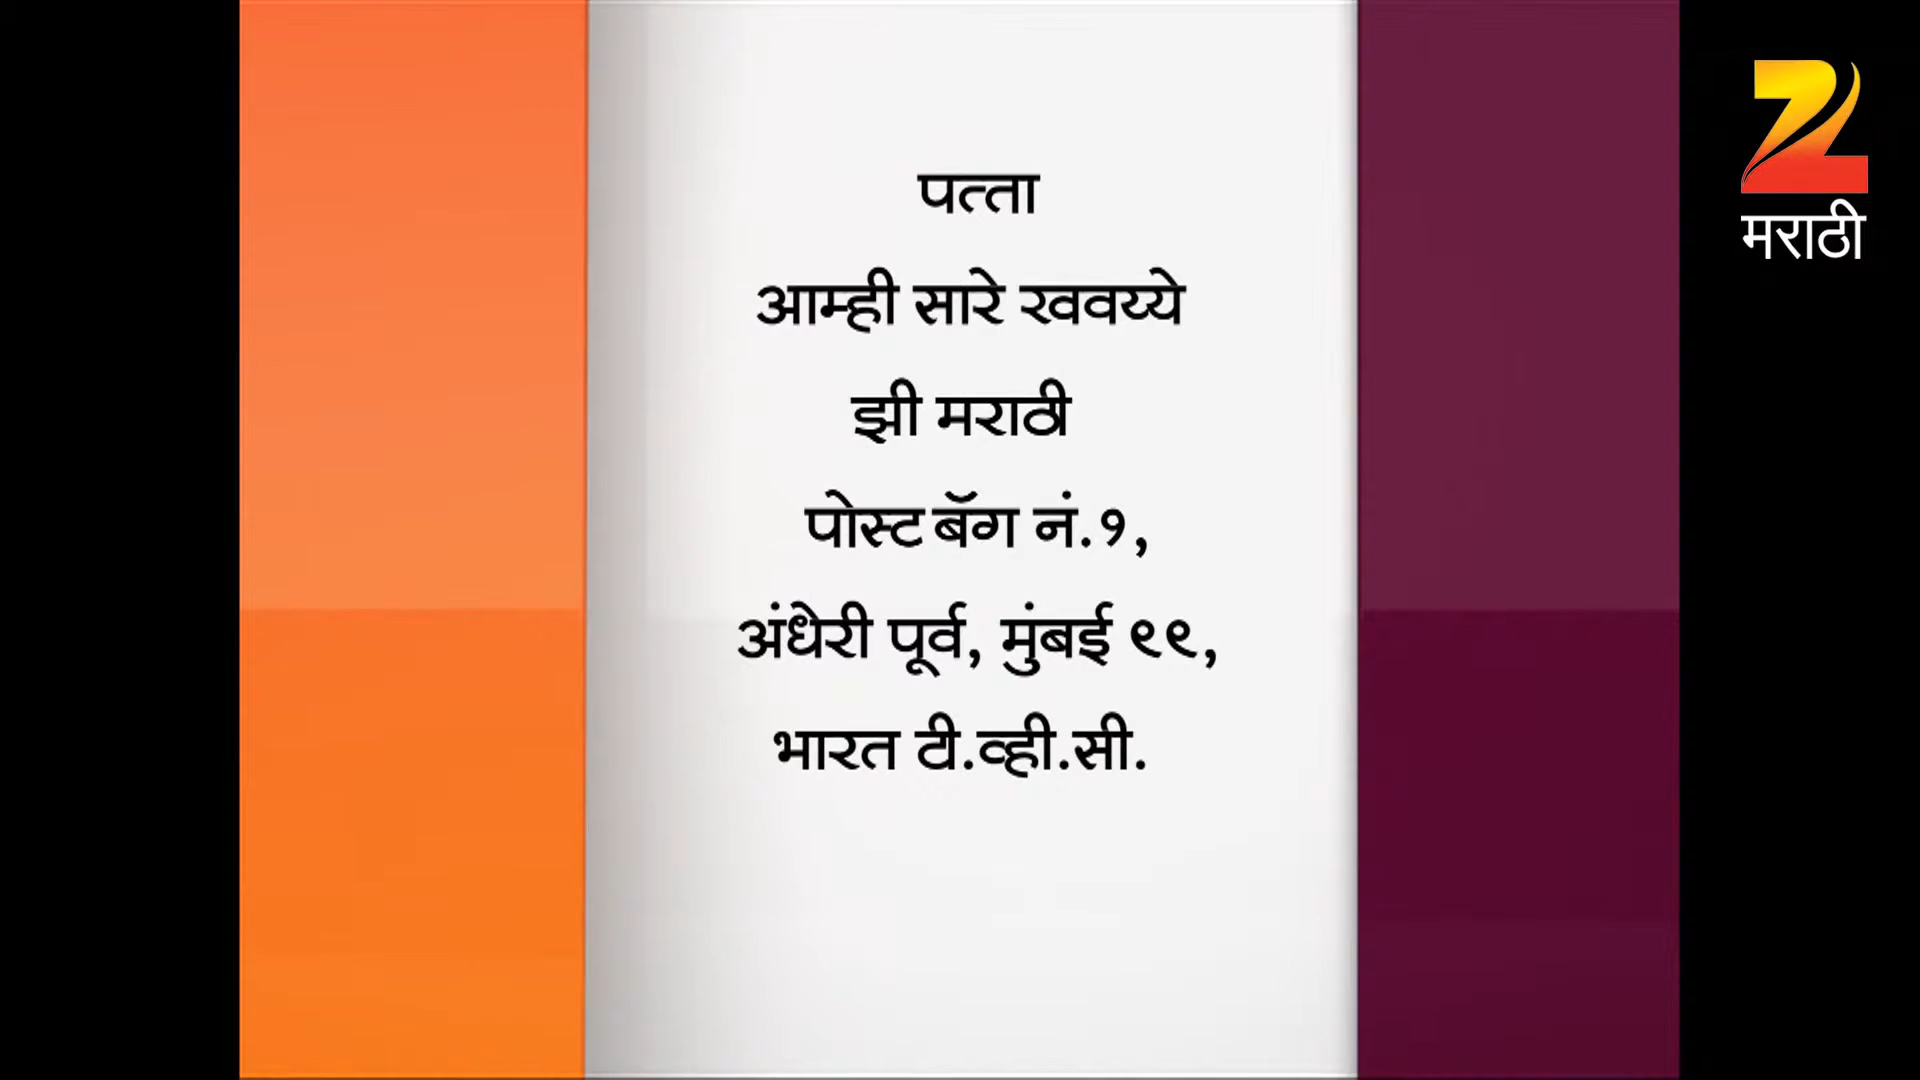 पत्ता
आम्ही सारे खवय्ये
झी मराठी
पोस्ट बॅग नं.१,
अंधेरी पूर्व, मुंबई ९९,
भारत टी.व्ही.सी.
मराठी